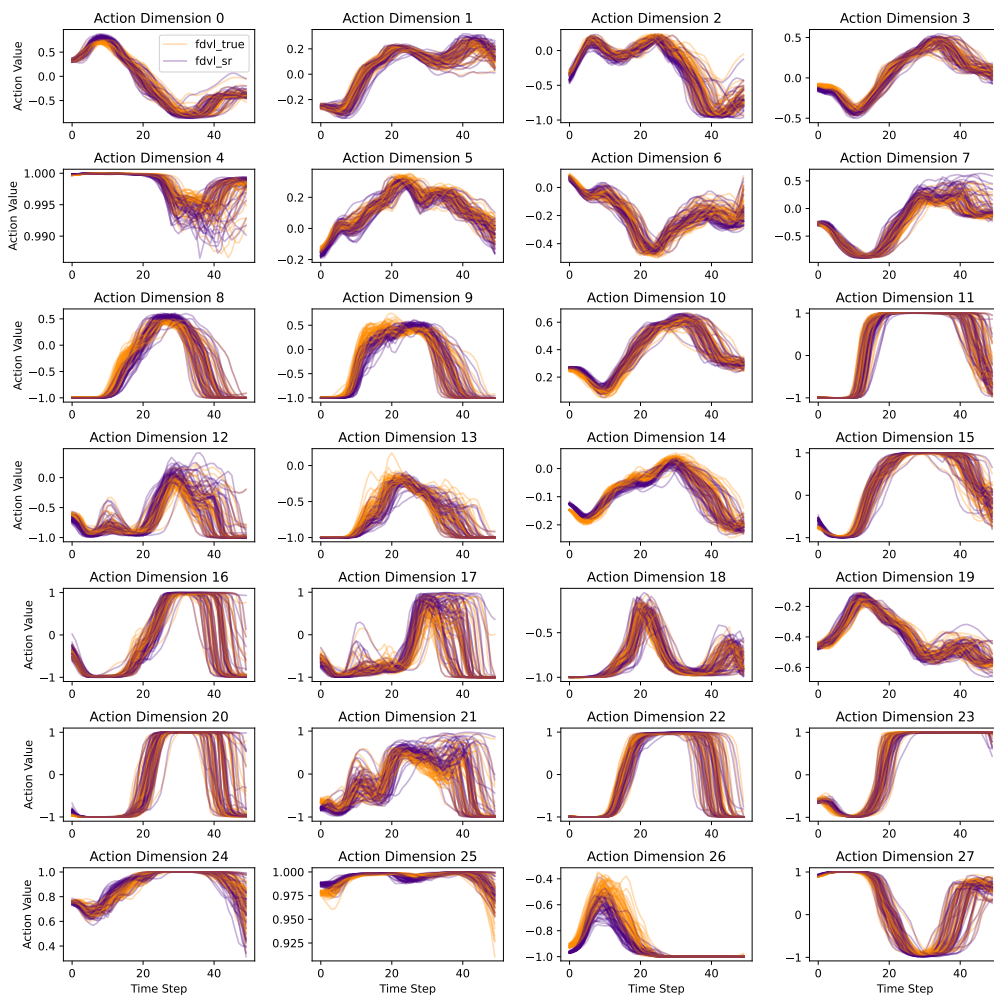 Action Dimension 0 Action Dimension 1 Action Dimension 2 Action Dimension 3
Action Value 0.5 0.0 −0.5 0 20 40 fdvl_true
fdvl_sr
0.2 0.0 −0.2 0 20 40
0.0 −0.5 −1.0 0 20 40
0.5 0.0 −0.5 0 20 40
Action Dimension 4 Action Dimension 5 Action Dimension 6 Action Dimension 7
Action Value 1.000 0.995 0.990 0 20 40
0.2 0.0 −0.2 0 20 40
0.0 −0.2 −0.4 0 20 40
0.5 0.0 −0.5 0 20 40
Action Dimension 8 Action Dimension 9 Action Dimension 10 Action Dimension 11
Action Value 0.5 0.0 −0.5 −1.0 0 20 40
0.5 0.0 −0.5 −1.0 0 20 40
0.6 0.4 0.2 0 20 40
1 0 −1 0 20 40
Action Dimension 12 Action Dimension 13 Action Dimension 14 Action Dimension 15
Action Value 0.0 −0.5 −1.0 0 20 40
0.0 −0.5 −1.0 0 20 40
0.0 −0.1 −0.2 0 20 40
1 0 −1 0 20 40
Action Dimension 16 Action Dimension 17 Action Dimension 18 Action Dimension 19
Action Value 1 0 −1 0 20 40
1 0 −1 0 20 40
−0.5 −1.0 0 20 40
−0.2 −0.4 −0.6 0 20 40
Action Dimension 20 Action Dimension 21 Action Dimension 22 Action Dimension 23
Action Value 1 0 −1 0 20 40
1 0 −1 0 20 40
1 0 −1 0 20 40
1 0 −1 0 20 40
Action Dimension 24 Action Dimension 25 Action Dimension 26 Action Dimension 27
Action Value 1.0 0.8 0.6 0.4 0 20 40
1.000 0.975 0.950 0.925 0 20 40
−0.4 −0.6 −0.8 −1.0 0 20 40
1 0 −1 0 20 40
Time Step Time Step Time Step Time Step